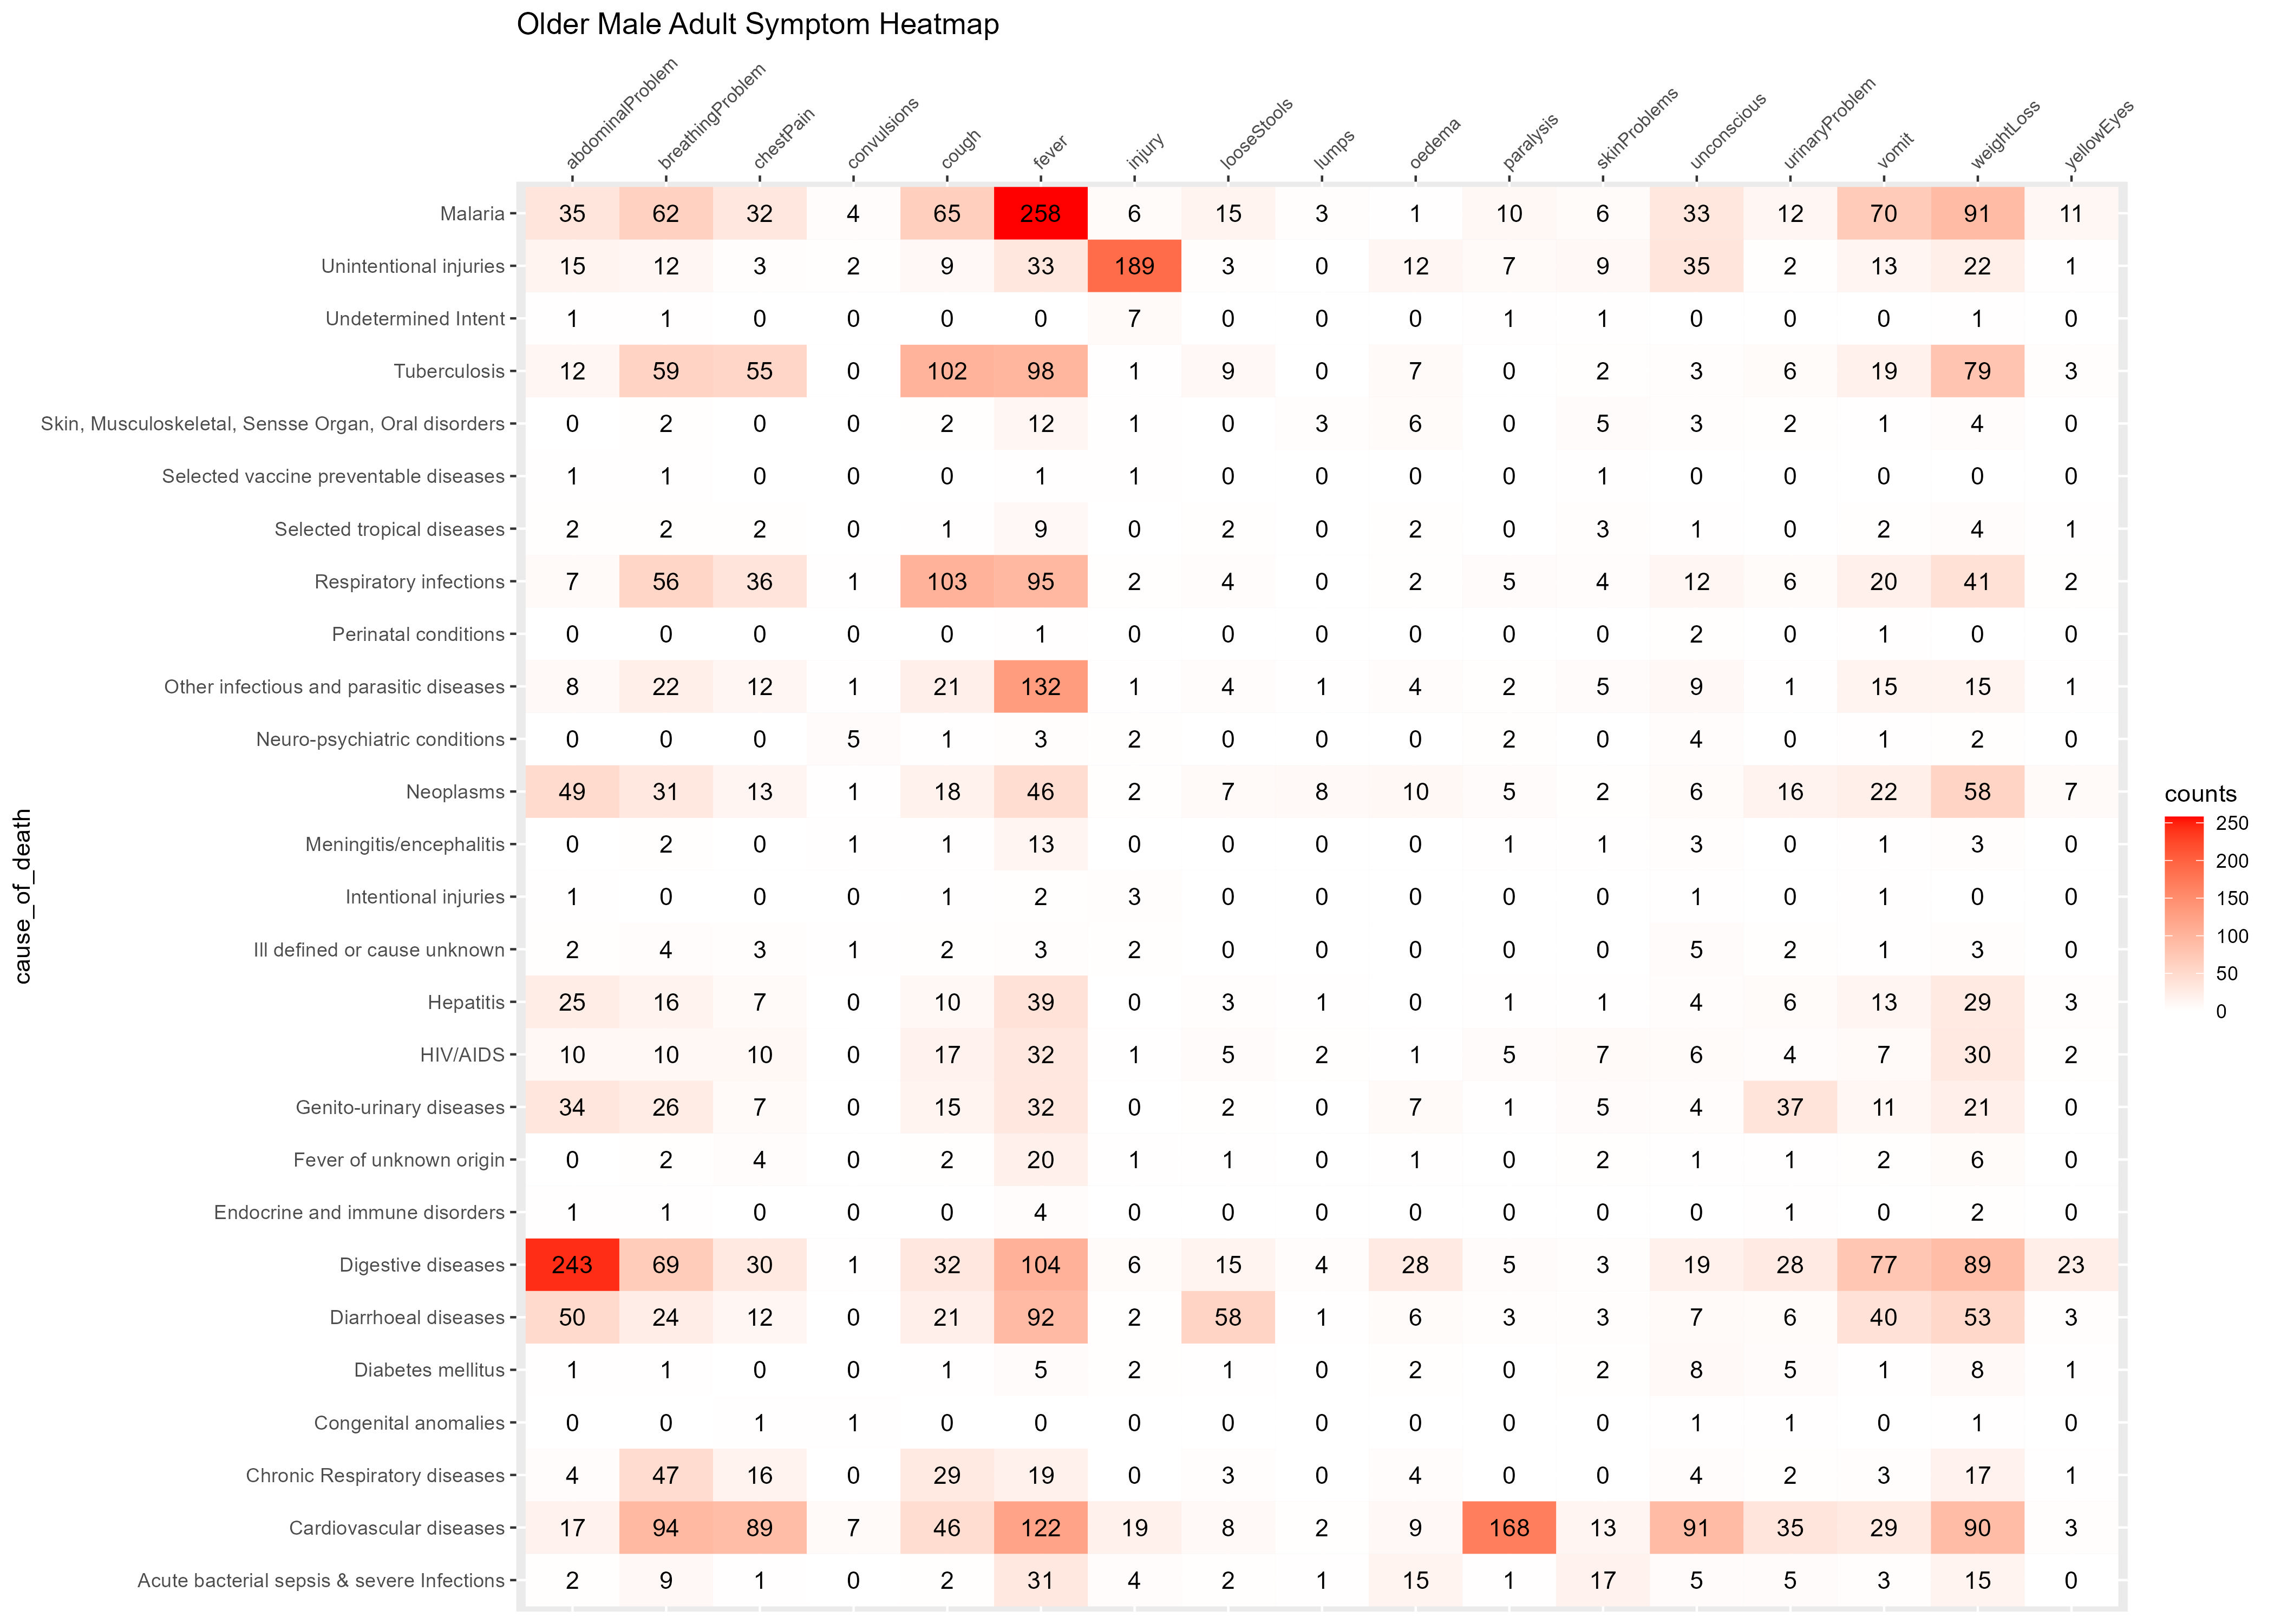 Older Male Adult Symptom Heatmap
abdominalProblem breathingProblem chestPain convulsions cough fever injury looseStools lumps oedema paralysis skinProblems unconscious urinaryProblem vomit weightLoss yellowEyes
Malaria 35 62 32 4 65 258 6 15 3 1 10 6 33 12 70 91 11
Unintentional injuries 15 12 3 2 9 33 189 3 0 12 7 9 35 2 13 22 1
Undetermined Intent 1 1 0 0 0 0 7 0 0 0 1 1 0 0 0 1 0
Tuberculosis 12 59 55 0 102 98 1 9 0 7 0 2 3 6 19 79 3
Skin, Musculoskeletal, Sensse Organ, Oral disorders 0 2 0 0 2 12 1 0 3 6 0 5 3 2 1 4 0
Selected vaccine preventable diseases 1 1 0 0 0 1 1 0 0 0 0 1 0 0 0 0 0
Selected tropical diseases 2 2 2 0 1 9 0 2 0 2 0 3 1 0 2 4 1
Respiratory infections 7 56 36 1 103 95 2 4 0 2 5 4 12 6 20 41 2
Perinatal conditions 0 0 0 0 0 1 0 0 0 0 0 0 2 0 1 0 0
Other infectious and parasitic diseases 8 22 12 1 21 132 1 4 1 4 2 5 9 1 15 15 1
Neuro-psychiatric conditions 0 0 0 5 1 3 2 0 0 0 2 0 4 0 1 2 0
Neoplasms 49 31 13 1 18 46 2 7 8 10 5 2 6 16 22 58 7
Meningitis/encephalitis 0 2 0 1 1 13 0 0 0 0 1 1 3 0 1 3 0
Intentional injuries 1 0 0 0 1 2 3 0 0 0 0 0 1 0 1 0 0
Ill defined or cause unknown 2 4 3 1 2 3 2 0 0 0 0 0 5 2 1 3 0
Hepatitis 25 16 7 0 10 39 0 3 1 0 1 1 4 6 13 29 3
HIV/AIDS 10 10 10 0 17 32 1 5 2 1 5 7 6 4 7 30 2
Genito-urinary diseases 34 26 7 0 15 32 0 2 0 7 1 5 4 37 11 21 0
Fever of unknown origin 0 2 4 0 2 20 1 1 0 1 0 2 1 1 2 6 0
Endocrine and immune disorders 1 1 0 0 0 4 0 0 0 0 0 0 0 1 0 2 0
Digestive diseases 243 69 30 1 32 104 6 15 4 28 5 3 19 28 77 89 23
Diarrhoeal diseases 50 24 12 0 21 92 2 58 1 6 3 3 7 6 40 53 3
Diabetes mellitus 1 1 0 0 1 5 2 1 0 2 0 2 8 5 1 8 1
Congenital anomalies 0 0 1 1 0 0 0 0 0 0 0 0 1 1 0 1 0
Chronic Respiratory diseases 4 47 16 0 29 19 0 3 0 4 0 0 4 2 3 17 1
Cardiovascular diseases 17 94 89 7 46 122 19 8 2 9 168 13 91 35 29 90 3
Acute bacterial sepsis & severe Infections 2 9 1 0 2 31 4 2 1 15 1 17 5 5 3 15 0
cause_of_death
counts
250
200
150
100
50
0